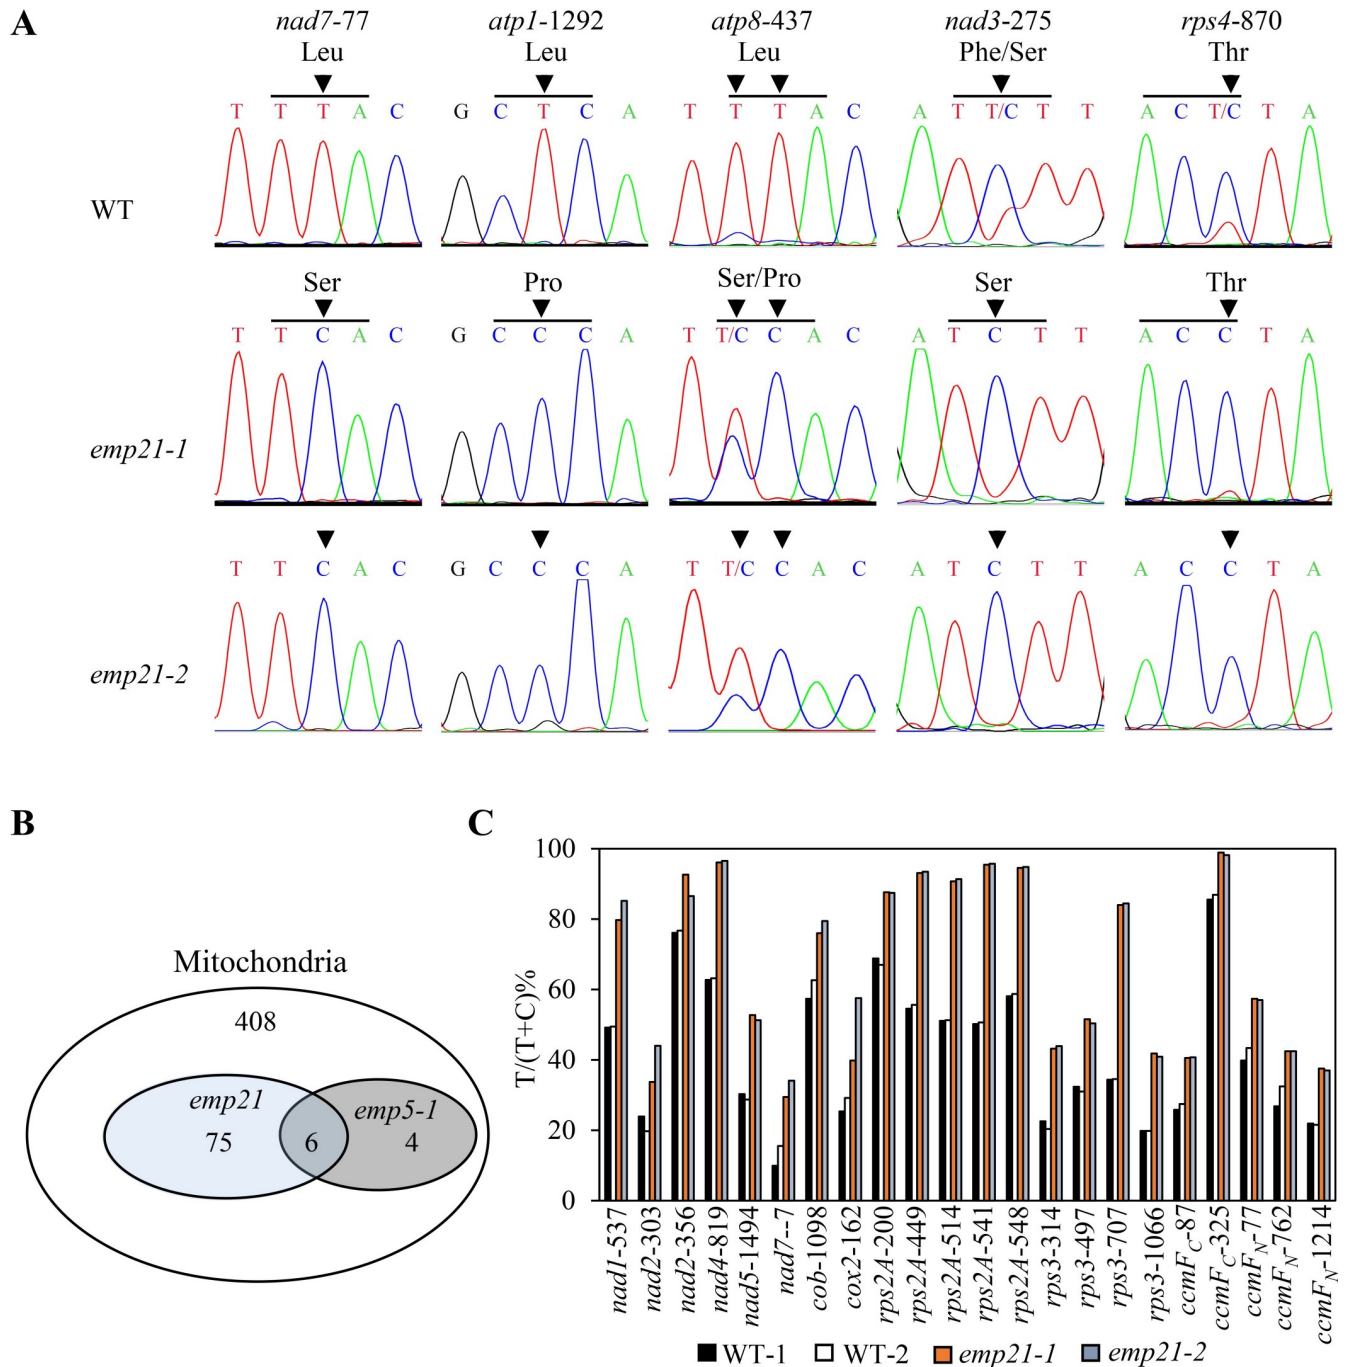 A
nad7-77 atp1-1292 atp8-437 nad3-275 rps4-870
Leu Leu Leu Phe/Ser Thr
T T T A C G C T C A T T T A C A T T/C T T A C T/C T A
WT
Ser Pro Ser/Pro Ser Thr
T T C A C G C C C A T T/C C A C A T C T T A C C T A
emp21-1
T T C A C G C C C A T T/C C A C A T C T T A C C T A
emp21-2
B
Mitochondria
408
emp21 emp5-1
75 6 4
C
T/(T+C)%
100
80
60
40
20
0
nad1-537
nad2-303
nad2-356
nad4-819
nad5-1494
nad7--7
cob-1098
cox2-162
rps2A-200
rps2A-449
rps2A-514
rps2A-541
rps2A-548
rps3-314
rps3-497
rps3-707
rps3-1066
ccmFC-87
ccmFC-325
ccmFN-77
ccmFN-762
ccmFN-1214
WT-1 WT-2 emp21-1 emp21-2